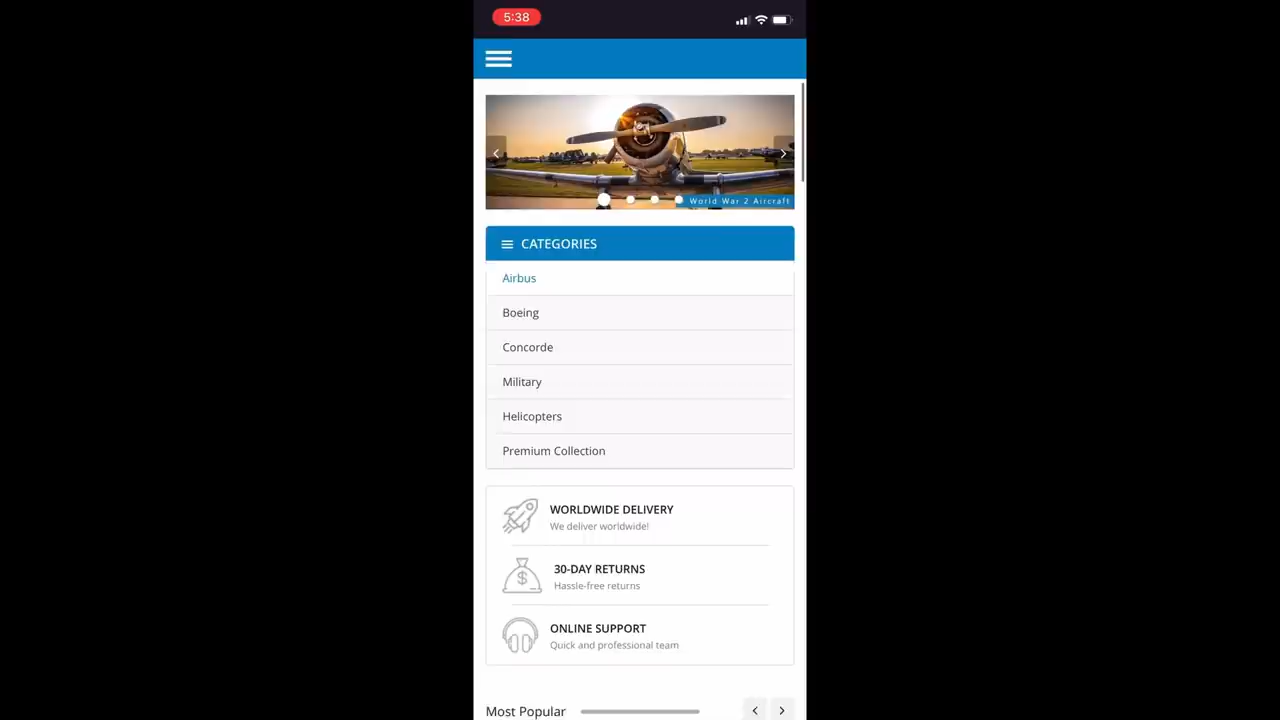 5:38
World War 2 Aircraft
CATEGORIES
Airbus
Boeing
Concorde
Military
Helicopters
Premium Collection
WORLDWIDE DELIVERY
We deliver worldwide!
30-DAY RETURNS
Hassle-free returns
ONLINE SUPPORT
Quick and professional team
Most Popular